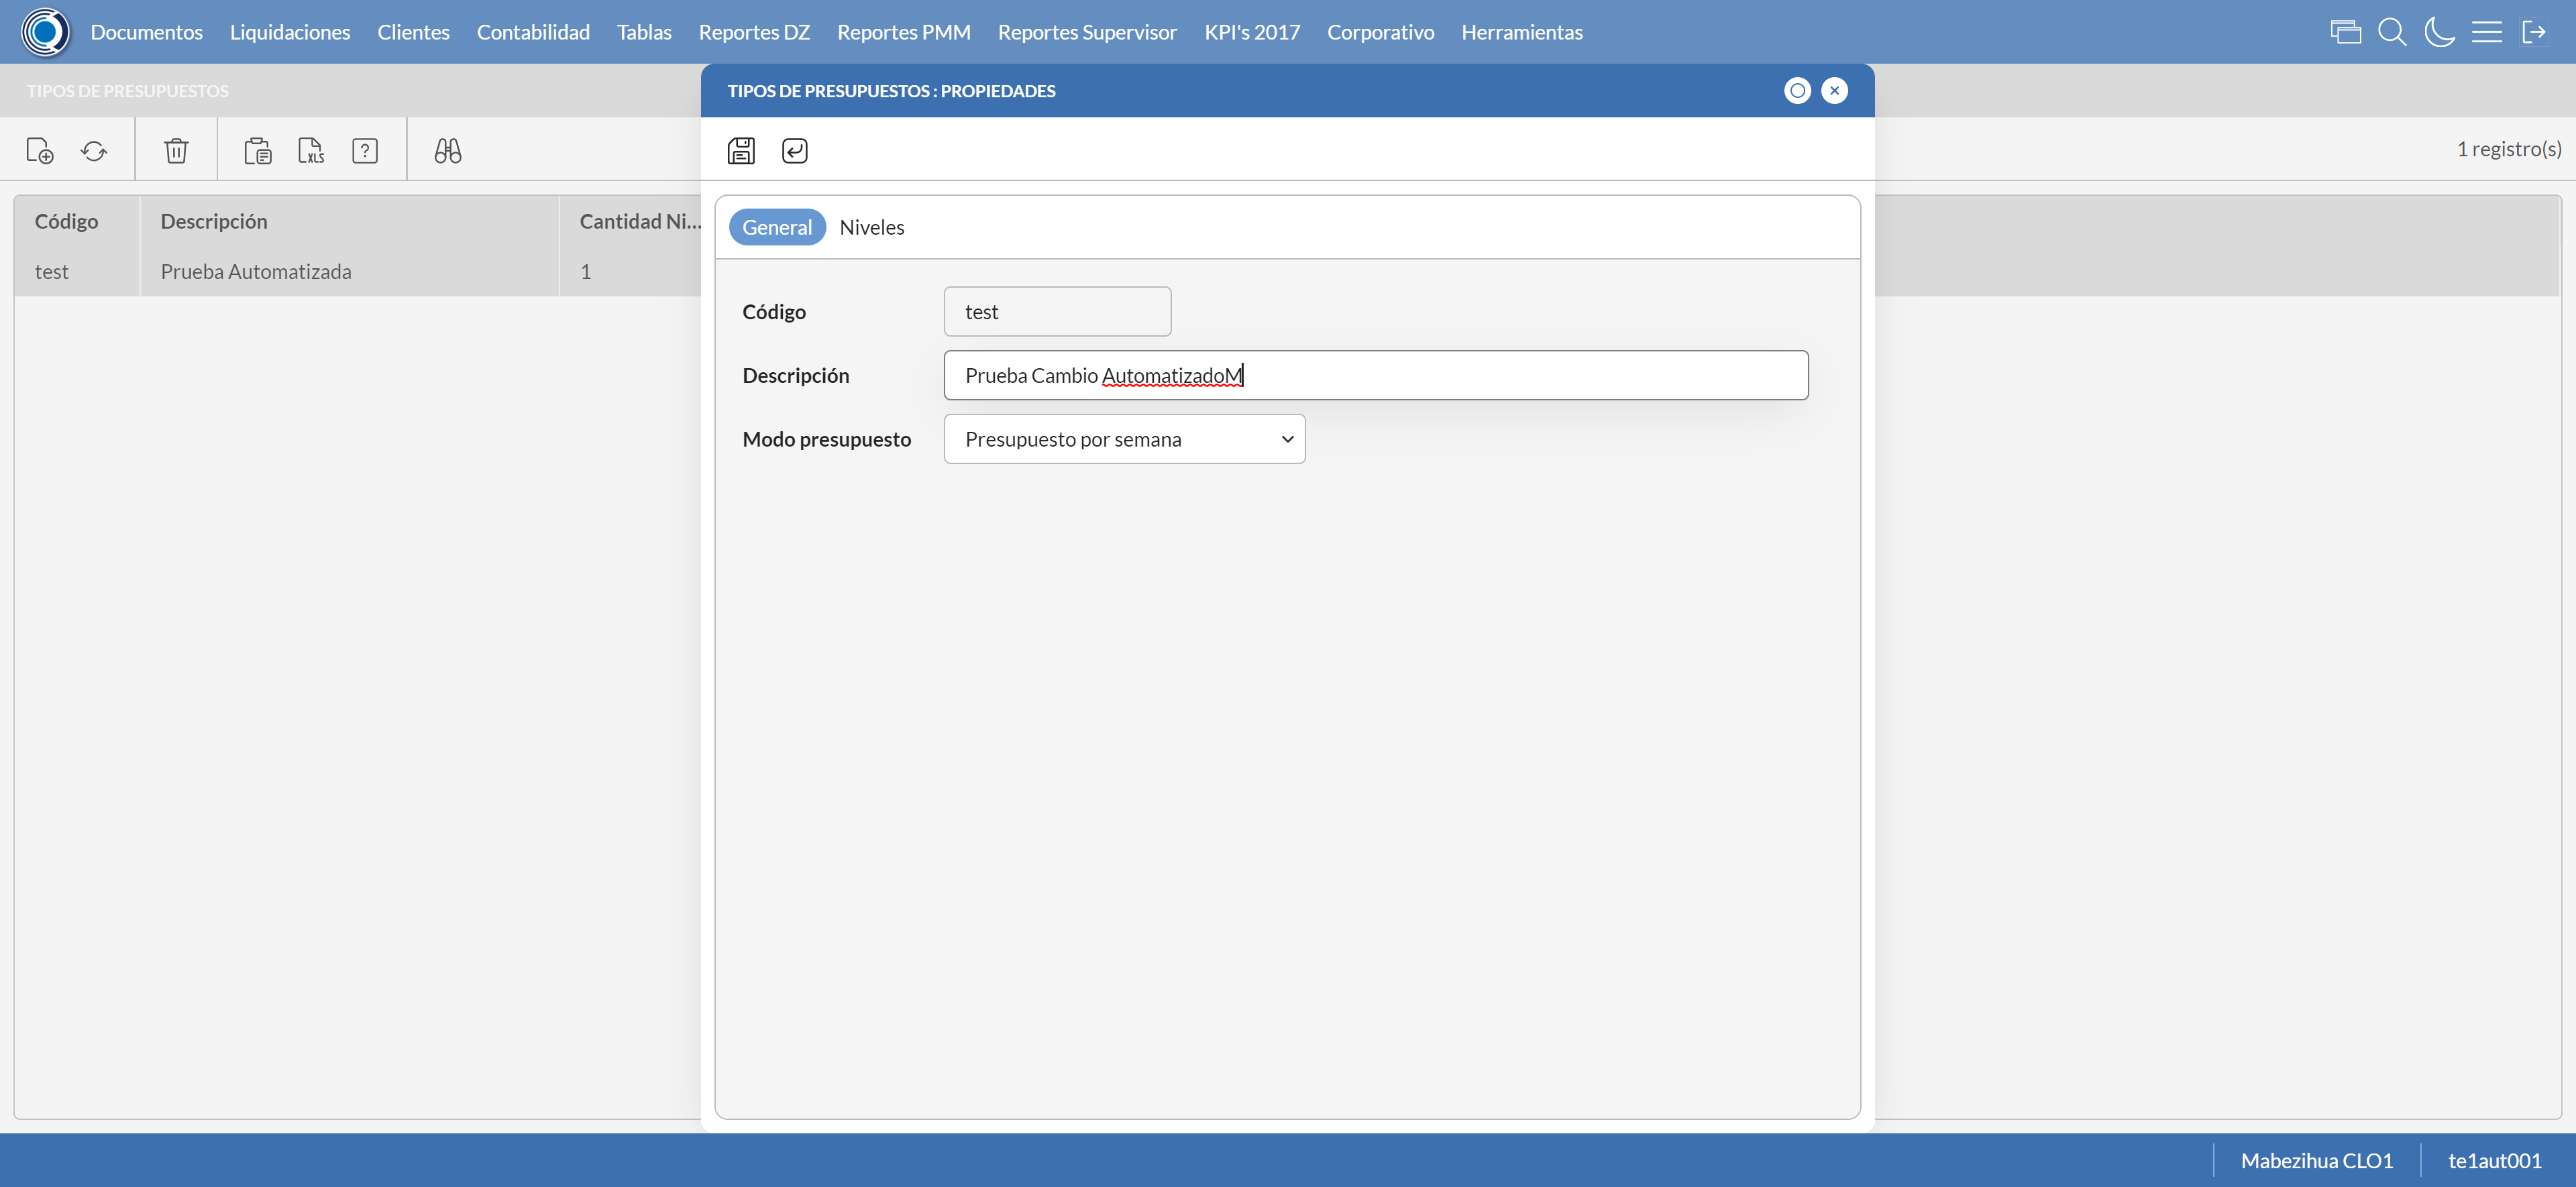 Documentos Liquidaciones Clientes Contabilidad Tablas Reportes DZ Reportes PMM Reportes Supervisor KPI's 2017 Corporativo Herramientas
TIPOS DE PRESUPUESTOS
TIPOS DE PRESUPUESTOS : PROPIEDADES
XLS
?
1 registro(s)
Código Descripción Cantidad Ni...
test Prueba Automatizada 1
General Niveles
Código test
Descripción Prueba Cambio AutomatizadoM
Modo presupuesto Presupuesto por semana
Mabezihua CLO1 te1aut001